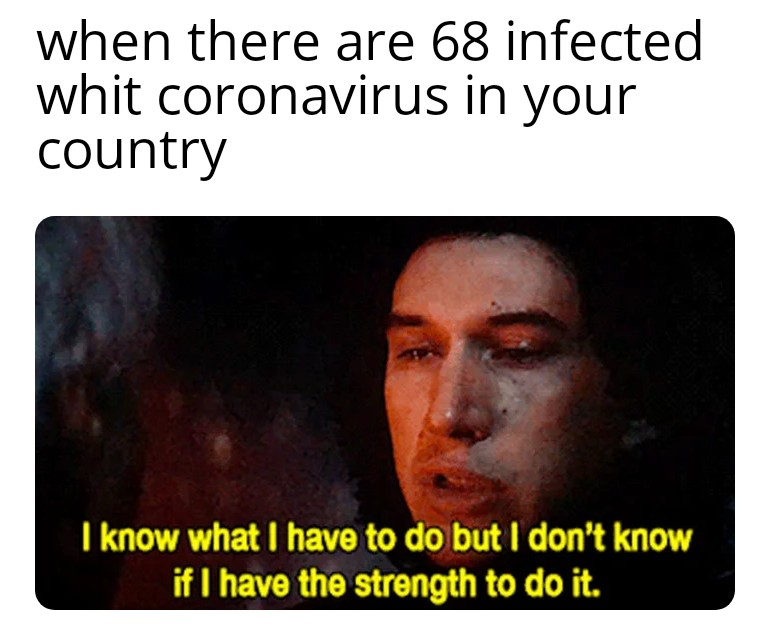 when there are 68 infected
whit coronavirus in your
country
I know what I have to do but I don't know
if I have the strength to do it.